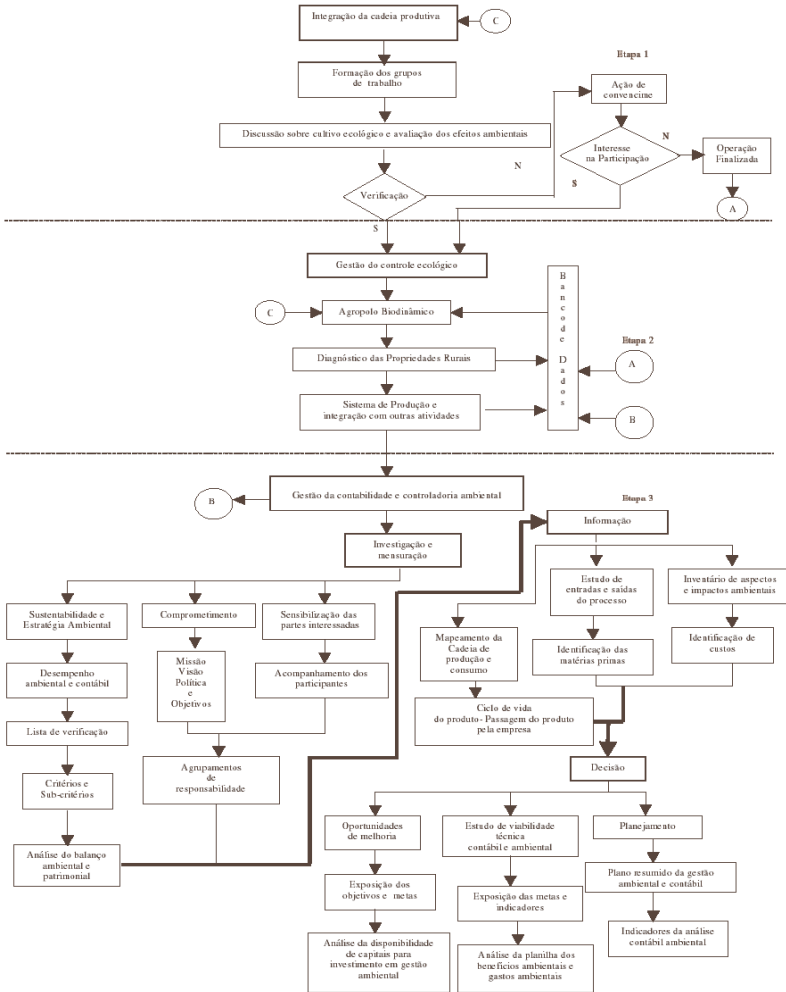 Integração da cadeia produtiva
C
Etapa 1
Formação dos grupos
de trabalho
Ação de
convencime
Discussão sobre cultivo ecológico e avaliação dos efeitos ambientais
N
Interesse
na Participação
Operação
Finalizada
N
Verificação
S
A
S
Gestão do controle ecológico
Bancode Dados
C
Agropolo Biodinâmico
Etapa 2
Diagnóstico das Propriedades Rurais
A
Sistema de Produção e
integração com outras atividades
B
Gestão da contabilidade e controladoria ambiental
B
Etapa 3
Informação
Investigação e
mensuração
Estudo de
entradas e saídas
do processo
Inventário de aspectos
e impactos ambientais
Sustentabilidade e
Estratégia Ambiental
Comprometimento
Sensibilização das
partes interessadas
Mapeamento da
Cadeia de
produção e
consumo
Identificação das
matérias primas
Identificação de
custos
Desempenho
ambiental e contábil
Missão
Visão
Política
e
Objetivos
Acompanhamento dos
participantes
Ciclo de vida
do produto- Passagem do produto
pela empresa
Lista de verificação
Agrupamentos
de
responsabilidade
Decisão
Critérios e
Sub-critérios
Oportunidades
de melhoria
Estudo de viabilidade
técnica
contábil e ambiental
Planejamento
Análise do balanço
ambiental e
patrimonial
Exposição dos
objetivos e metas
Exposição das metas e
indicadores
Plano resumido da gestão
ambiental e contábil
Análise da disponibilidade
de capitais para
investimento em gestão
ambiental
Análise da planilha dos
benefícios ambientais e
gastos ambientais
Indicadores da análise
contábil ambiental